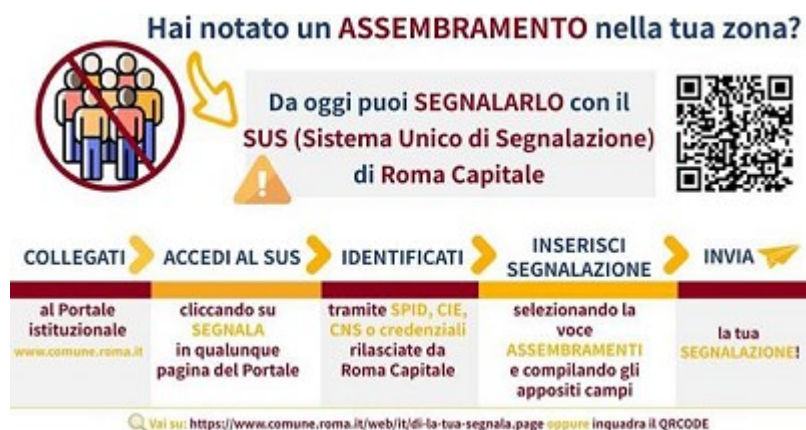 Hai notato un ASSEMBRAMENTO nella tua zona?
Da oggi puoi SEGNALARLO con il
SUS (Sistema Unico di Segnalazione)
di Roma Capitale
COLLEGATI
al Portale
istituzionale
www.comune.roma.it
ACCEDI AL SUS
cliccando su
SEGNALA
in qualunque
pagina del Portale
IDENTIFICATI
tramite SPID, CIE,
CNS o credenziali
rilasciate da
Roma Capitale
INSERISCI
SEGNALAZIONE
selezionando la
voce
ASSEMBRAMENTI
e compilando gli
appositi campi
INVIA
la tua
SEGNALAZIONE!
Vai su: https://www.comune.roma.it/web/it/di-la-tua-segnala.page oppure inquadra il QRCODE